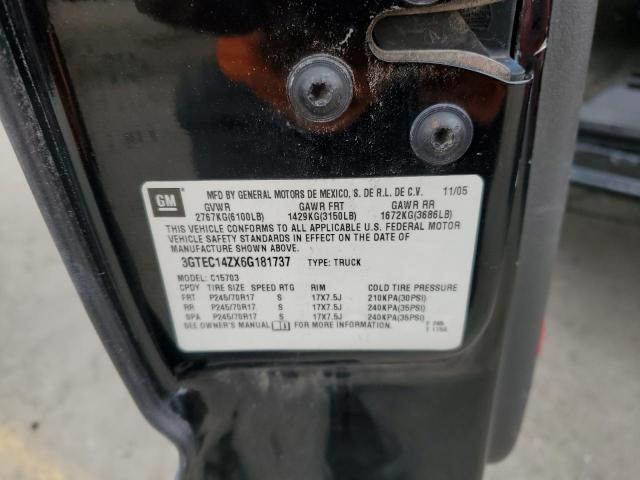 GM
MFD BY GENERAL MOTORS DE MEXICO, S. DE R.L. DE C.V. 11/05
GVWR GAWR FRT GAWR RR
2767KG(6100LB) 1429KG(3150LB) 1672KG(3686LB)
THIS VEHICLE CONFORMS TO ALL APPLICABLE U.S. FEDERAL MOTOR
VEHICLE SAFETY STANDARDS IN EFFECT ON THE DATE OF
MANUFACTURE SHOWN ABOVE.
3GTEC14ZX6G181737 TYPE: TRUCK
MODEL: C15703
CPDY TIRE SIZE SPEED RTG RIM COLD TIRE PRESSURE
FRT P245/70R17 S 17X7.5J 210KPA(30PSI)
RR P245/70R17 S 17X7.5J 240KPA(35PSI)
SPA P245/70R17 S 17X7.5J 240KPA(35PSI)
SEE OWNER'S MANUAL FOR MORE INFORMATION.